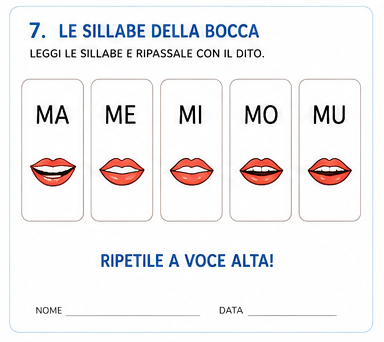 7. LE SILLABE DELLA BOCCA
LEGGI LE SILLABE E RIPASSALE CON IL DITO.
MA ME MI MO MU
RIPETILE A VOCE ALTA!
NOME DATA